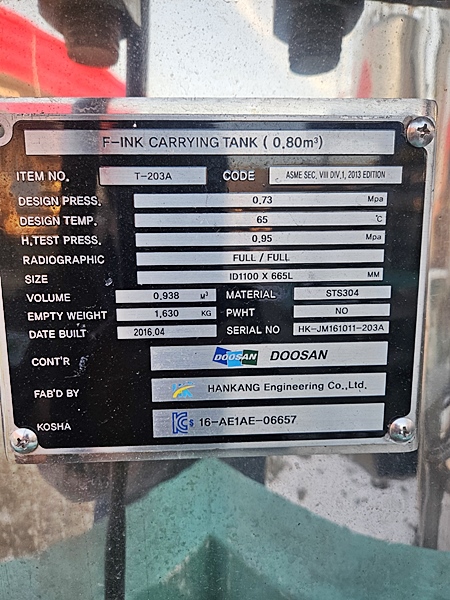 F-INK CARRYING TANK ( 0.80m³)
ITEM NO. T-203A CODE ASME SEC, VIII DIV,1, 2013 EDITION
DESIGN PRESS. 0,73 Mpa
DESIGN TEMP. 65 ℃
H,TEST PRESS. 0,95 Mpa
RADIOGRAPHIC FULL / FULL
SIZE ID1100 X 665L MM
VOLUME 0,938 M³ MATERIAL STS304
EMPTY WEIGHT 1,630 KG PWHT NO
DATE BUILT 2016,04 SERIAL NO HK-JM161011-203A
CONT'R DOOSAN DOOSAN
FAB'D BY HK HANKANG Engineering Co.,Ltd.
KOSHA KCs 16-AE1AE-06657